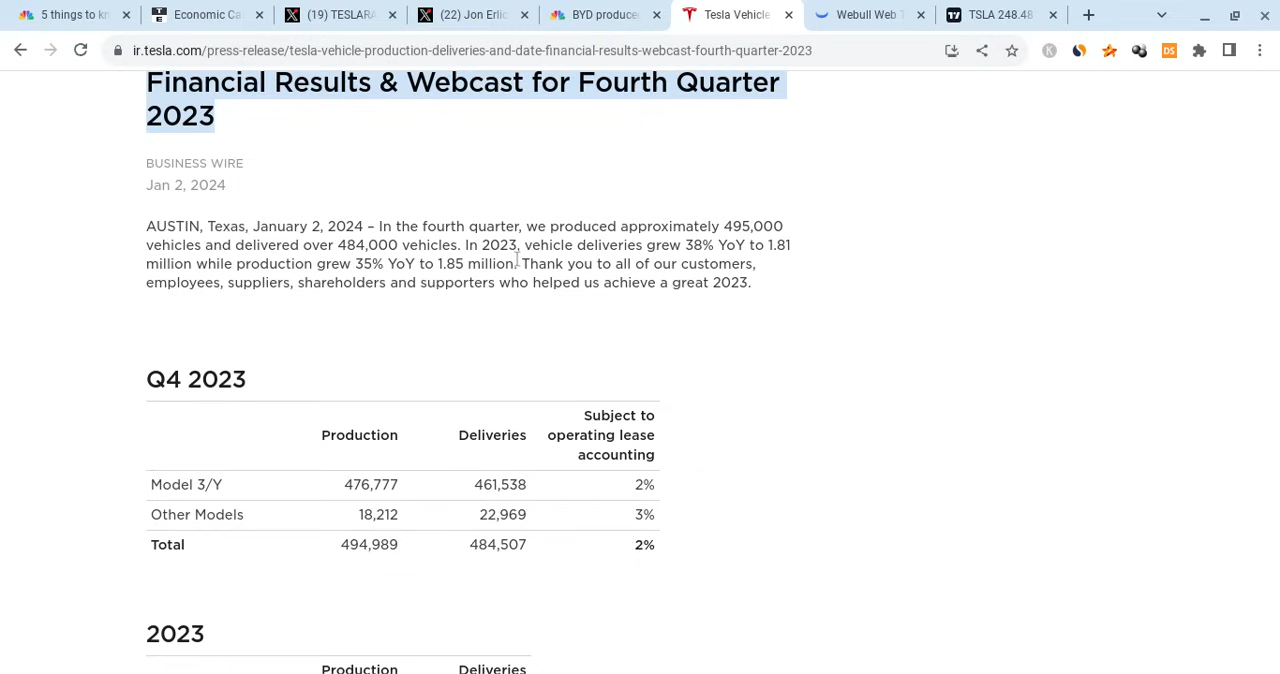 5 things to kn
Economic Ca
(19) TESLARA
(22) Jon Erlic
BYD produce
Tesla Vehicle
Webull Web T
TSLA 248.48
ir.tesla.com/press-release/tesla-vehicle-production-deliveries-and-date-financial-results-webcast-fourth-quarter-2023
Financial Results & Webcast for Fourth Quarter
2023
BUSINESS WIRE
Jan 2, 2024
AUSTIN, Texas, January 2, 2024 – In the fourth quarter, we produced approximately 495,000
vehicles and delivered over 484,000 vehicles. In 2023, vehicle deliveries grew 38% YoY to 1.81
million while production grew 35% YoY to 1.85 million. Thank you to all of our customers,
employees, suppliers, shareholders and supporters who helped us achieve a great 2023.
Q4 2023
Production Deliveries Subject to
operating lease
accounting
Model 3/Y 476,777 461,538 2%
Other Models 18,212 22,969 3%
Total 494,989 484,507 2%
2023
Production Deliveries